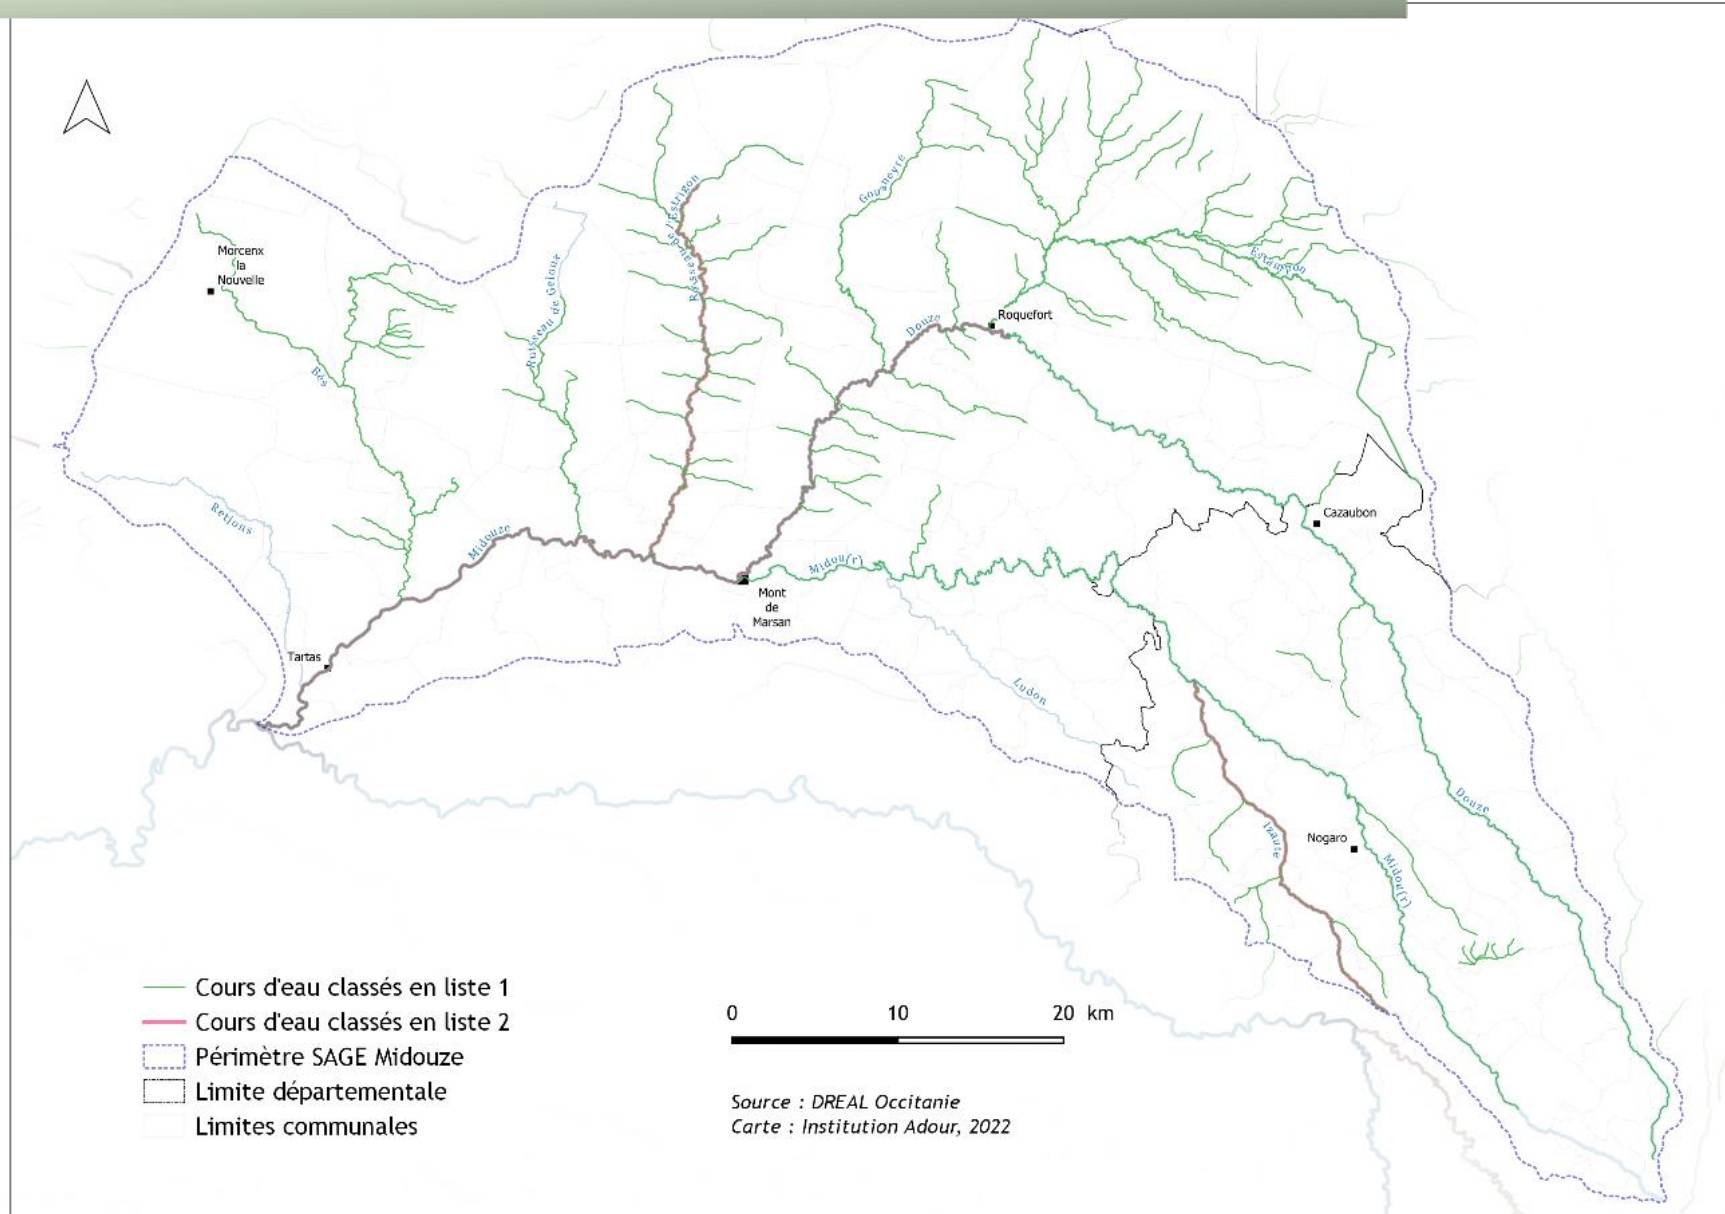 Morcenx
la
Nouvelle
Bès
Retjons
Tartas
Midouze
Ruisseau de Geloux
Ruisseau de l'Estrigon
Gouaneyre
Douze
Roquefort
Estampon
Mont
de
Marsan
Midou(r)
Ludon
Cazaubon
Izaute
Nogaro
Midou(r)
Douze
Cours d'eau classés en liste 1
Cours d'eau classés en liste 2
Périmètre SAGE Midouze
Limite départementale
Limites communales
0 10 20 km
Source : DREAL Occitanie
Carte : Institution Adour, 2022